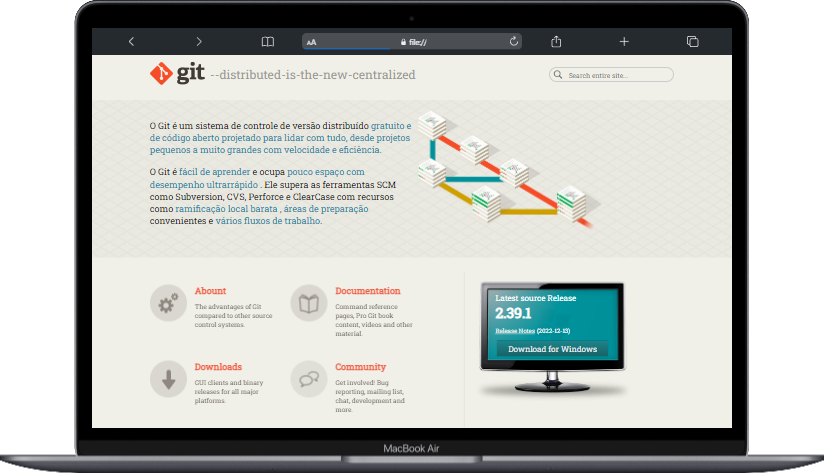 AA file://
git --distributed-is-the-new-centralized
Search entire site...
O Git é um sistema de controle de versão distribuído gratuito e
de código aberto projetado para lidar com tudo, desde projetos
pequenos a muito grandes com velocidade e eficiência.
O Git é fácil de aprender e ocupa pouco espaço com
desempenho ultrarrápido . Ele supera as ferramentas SCM
como Subversion, CVS, Perforce e ClearCase com recursos
como ramificação local barata , áreas de preparação
convenientes e vários fluxos de trabalho.
Abount
The advantages of Git
compared to other source
control systems.
Documentation
Command reference
pages, Pro Git book
content, videos and other
material.
Downloads
GUI clients and binary
releases for all major
platforms.
Community
Get involved! Bug
reporting, mailing list,
chat, development and
more.
Latest source Release
2.39.1
Release Notes (2022-12-13)
Download for Windows
MacBook Air